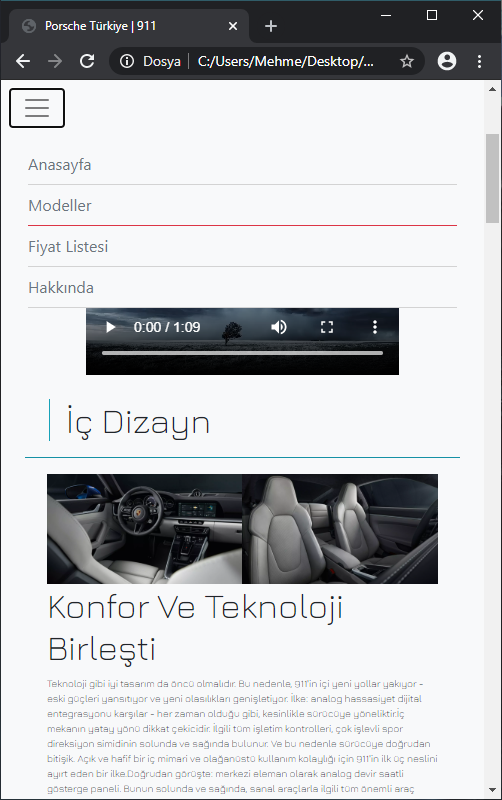 Porsche Türkiye | 911
Dosya | C:/Users/Mehme/Desktop/...
Anasayfa
Modeller
Fiyat Listesi
Hakkında
0:00 / 1:09
İç Dizayn
Konfor Ve Teknoloji
Birleşti
Teknoloji gibi iyi tasarım da öncü olmalıdır. Bu nedenle, 911'in içi yeni yollar yakıyor -
eski güçleri yansıtıyor ve yeni olasılıkları genişletiyor. İlke: analog hassasiyet dijital
entegrasyonu karşılar - her zaman olduğu gibi, kesinlikle sürücüye yöneliktir.İç
mekanın yatay yönü dikkat çekicidir. İlgili tüm işletim kontrolleri, çok işlevli spor
direksiyon simidinin solunda ve sağında bulunur. Ve bu nedenle sürücüye doğrudan
bitişik. Açık ve hafif bir iç mimari ve olağanüstü kullanım kolaylığı için 911'in ilk üç neslini
ayırt eden bir ilke.Doğrudan görüşte: merkezi eleman olarak analog devir saatli
gösterge paneli. Bunun solunda ve sağında, sanal araçlarla ilgili tüm önemli araç